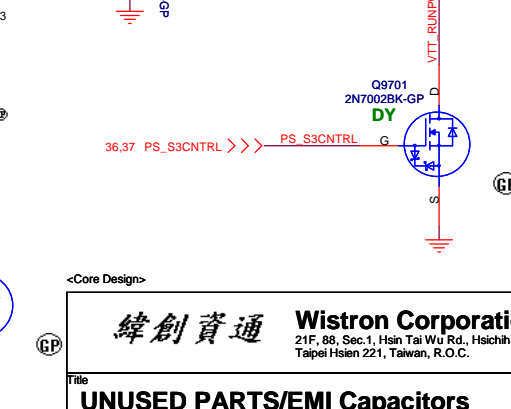 3
GP
VTT_RUNP
Q9701
2N7002BK-GP
DY
D
36,37 PS_S3CNTRL
PS_S3CNTRL
G
S
GP
<Core Design>
緯創資通
Wistron Corporati
21F, 88, Sec.1, Hsin Tai Wu Rd., Hsichih
Taipei Hsien 221, Taiwan, R.O.C.
GP
Title
UNUSED PARTS/EMI Capacitors